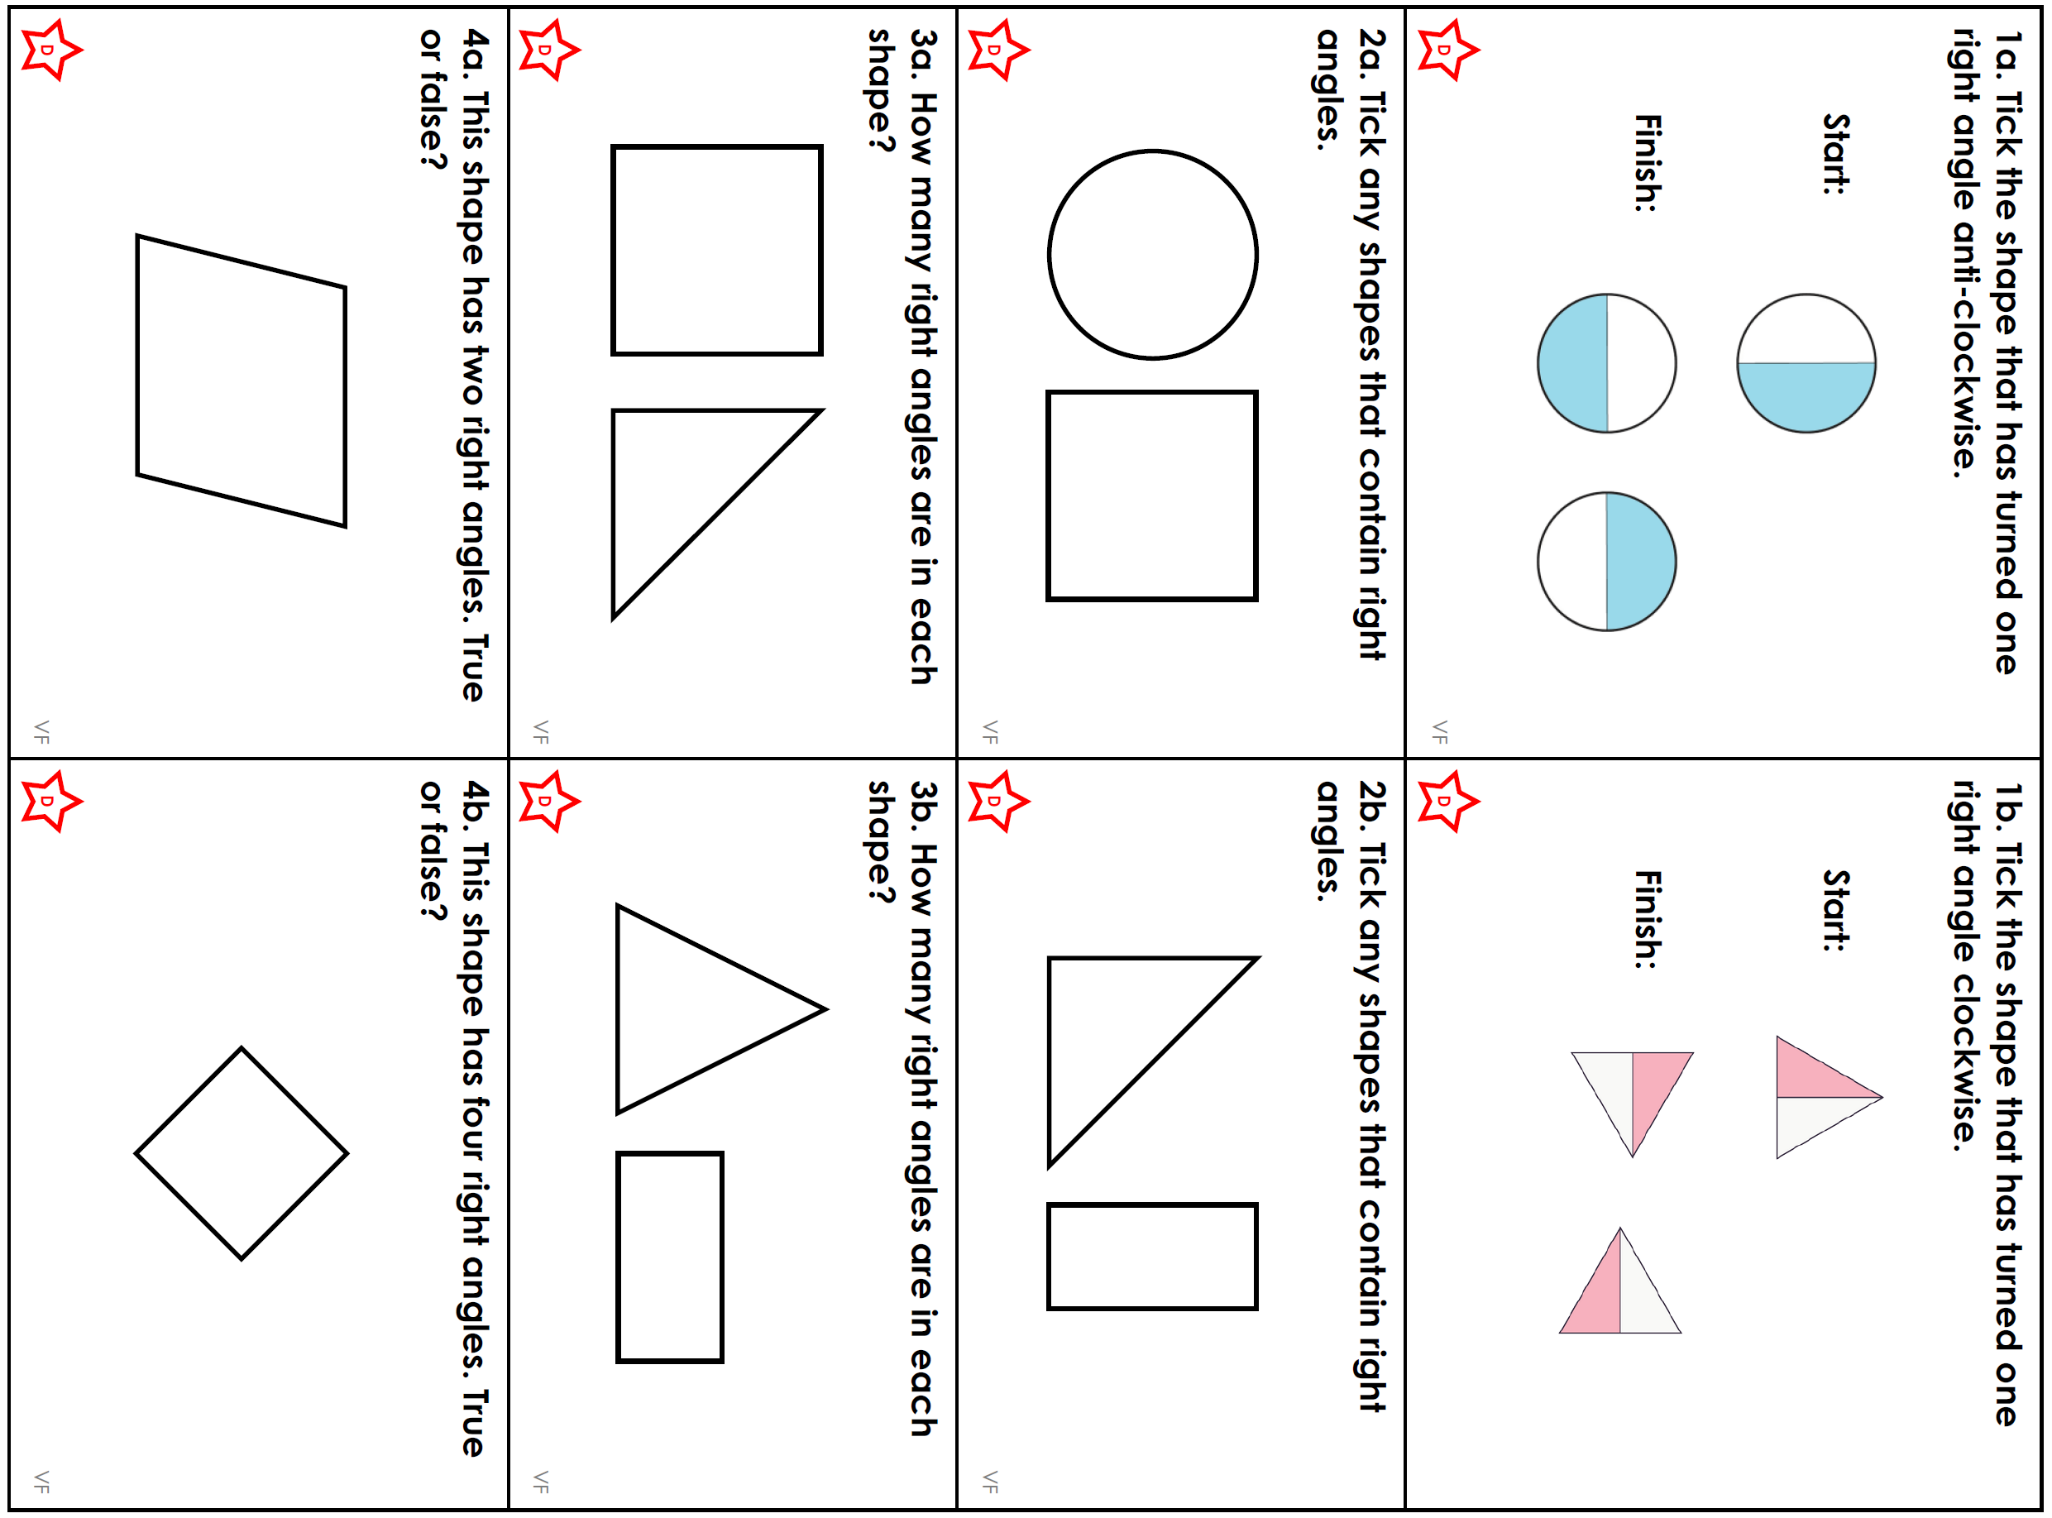 1a. Tick the shape that has turned one
right angle anti-clockwise.
Start:
Finish:
D
VF
1b. Tick the shape that has turned one
right angle clockwise.
Start:
Finish:
D
VF
2a. Tick any shapes that contain right
angles.
D
VF
2b. Tick any shapes that contain right
angles.
D
VF
3a. How many right angles are in each
shape?
D
VF
3b. How many right angles are in each
shape?
D
VF
4a. This shape has two right angles. True
or false?
D
VF
4b. This shape has four right angles. True
or false?
D
VF